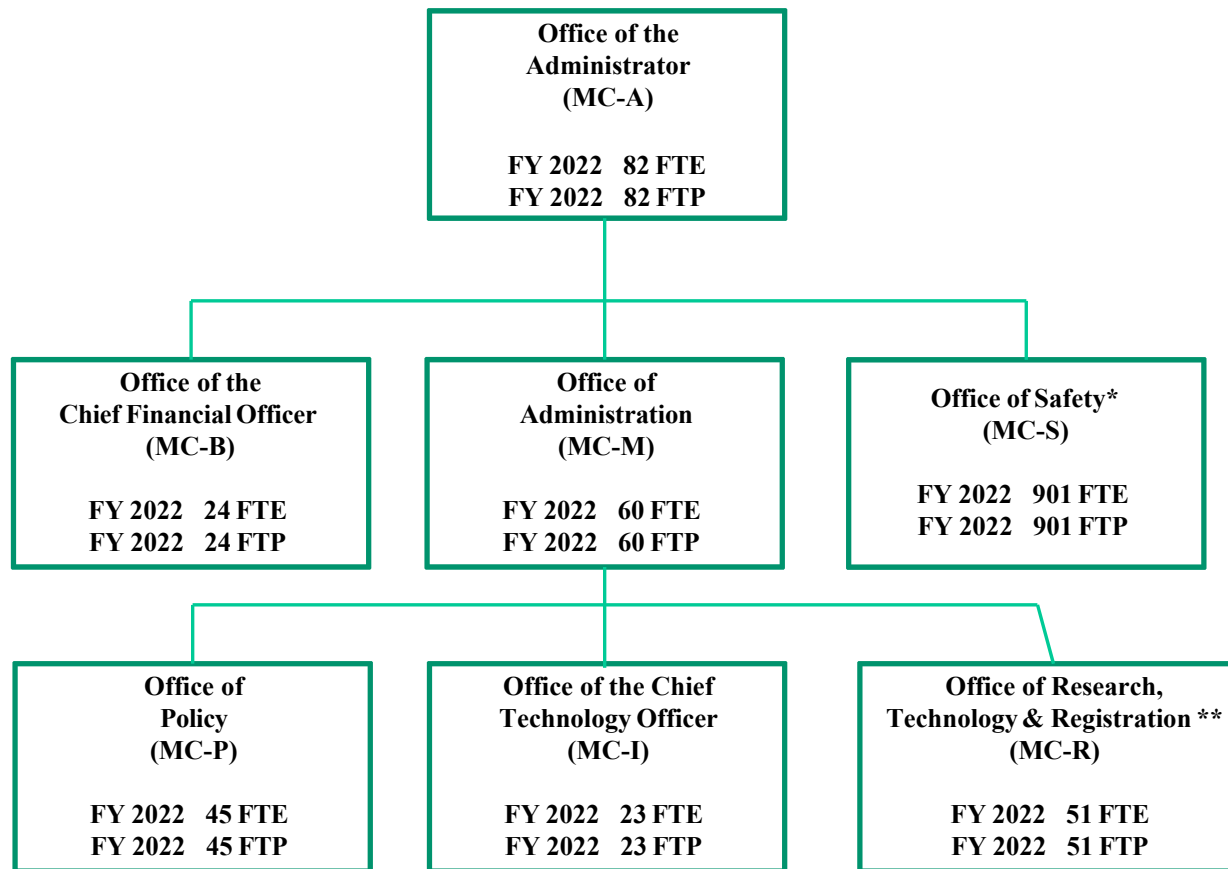 Office of the
Administrator
(MC-A)
FY 2022 82 FTE
FY 2022 82 FTP
Office of the
Chief Financial Officer
(MC-B)
FY 2022 24 FTE
FY 2022 24 FTP
Office of
Administration
(MC-M)
FY 2022 60 FTE
FY 2022 60 FTP
Office of Safety*
(MC-S)
FY 2022 901 FTE
FY 2022 901 FTP
Office of
Policy
(MC-P)
FY 2022 45 FTE
FY 2022 45 FTP
Office of the Chief
Technology Officer
(MC-I)
FY 2022 23 FTE
FY 2022 23 FTP
Office of Research,
Technology & Registration **
(MC-R)
FY 2022 51 FTE
FY 2022 51 FTP